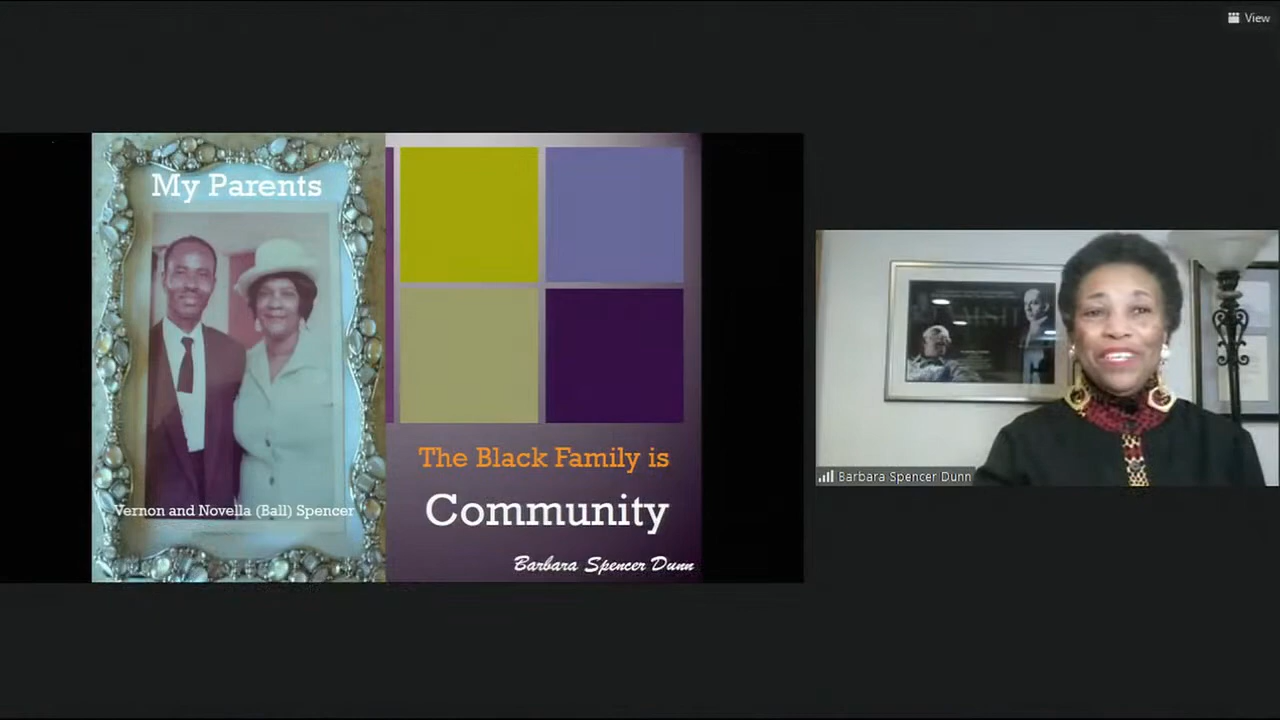 View
My Parents
Vernon and Novella (Ball) Spencer
The Black Family is
Community
Barbara Spencer Dunn
Barbara Spencer Dunn